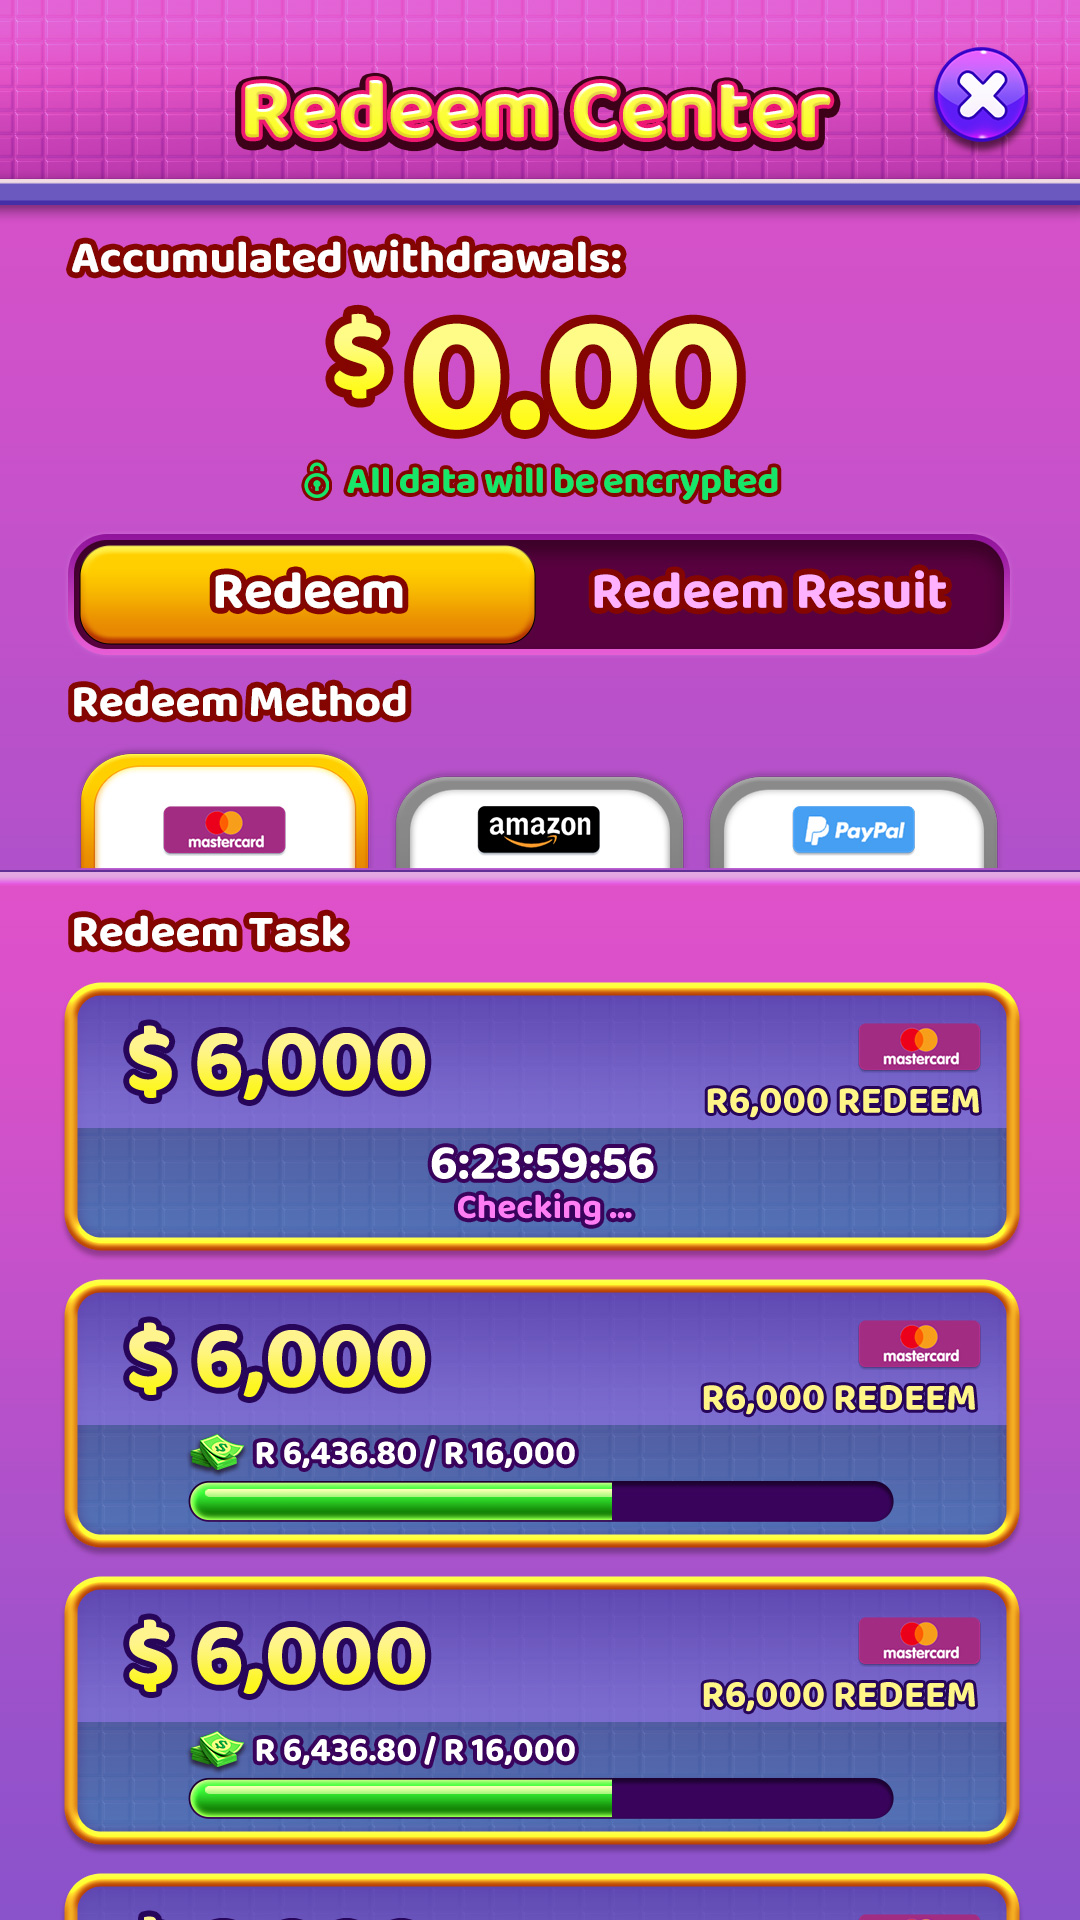 Redeem Center
Accumulated withdrawals:
$0.00
All data will be encrypted
Redeem
Redeem Resuit
Redeem Method
mastercard
amazon
PayPal
Redeem Task
$ 6,000
mastercard
R6,000 REDEEM
6:23:59:56
Checking ...
$ 6,000
mastercard
R6,000 REDEEM
R 6,436.80 / R 16,000
$ 6,000
mastercard
R6,000 REDEEM
R 6,436.80 / R 16,000